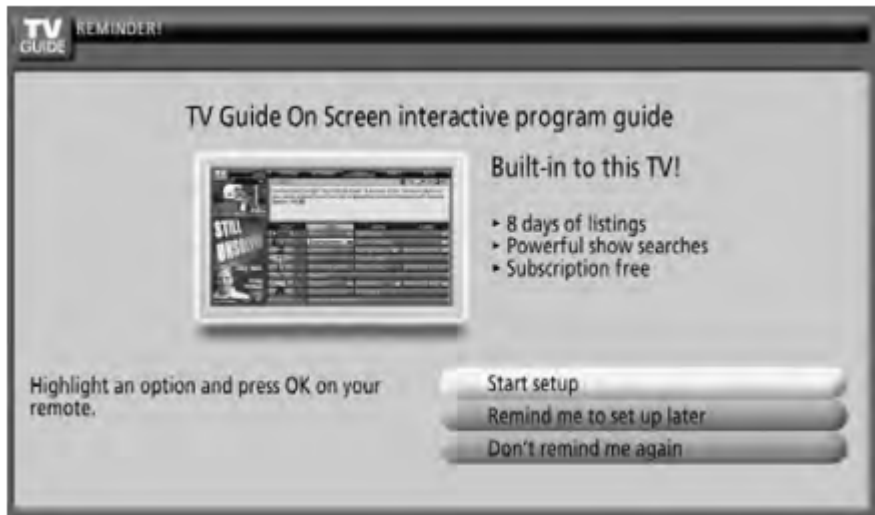 TV
GUIDE
REMINDER!
TV Guide On Screen interactive program guide
Built-in to this TV!
▸ 8 days of listings
▸ Powerful show searches
▸ Subscription free
STILL
Highlight an option and press OK on your
remote.
Start setup
Remind me to set up later
Don't remind me again